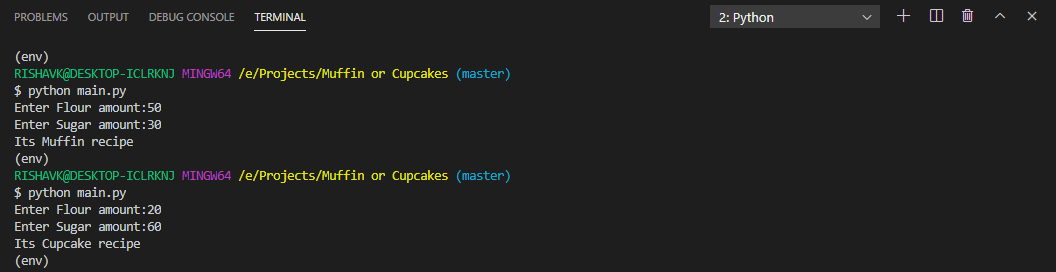 PROBLEMS OUTPUT DEBUG CONSOLE TERMINAL 2: Python
(env)
RISHAVK@DESKTOP-ICLRKNJ MINGW64 /e/Projects/Muffin or Cupcakes (master)
$ python main.py
Enter Flour amount:50
Enter Sugar amount:30
Its Muffin recipe
(env)
RISHAVK@DESKTOP-ICLRKNJ MINGW64 /e/Projects/Muffin or Cupcakes (master)
$ python main.py
Enter Flour amount:20
Enter Sugar amount:60
Its Cupcake recipe
(env)